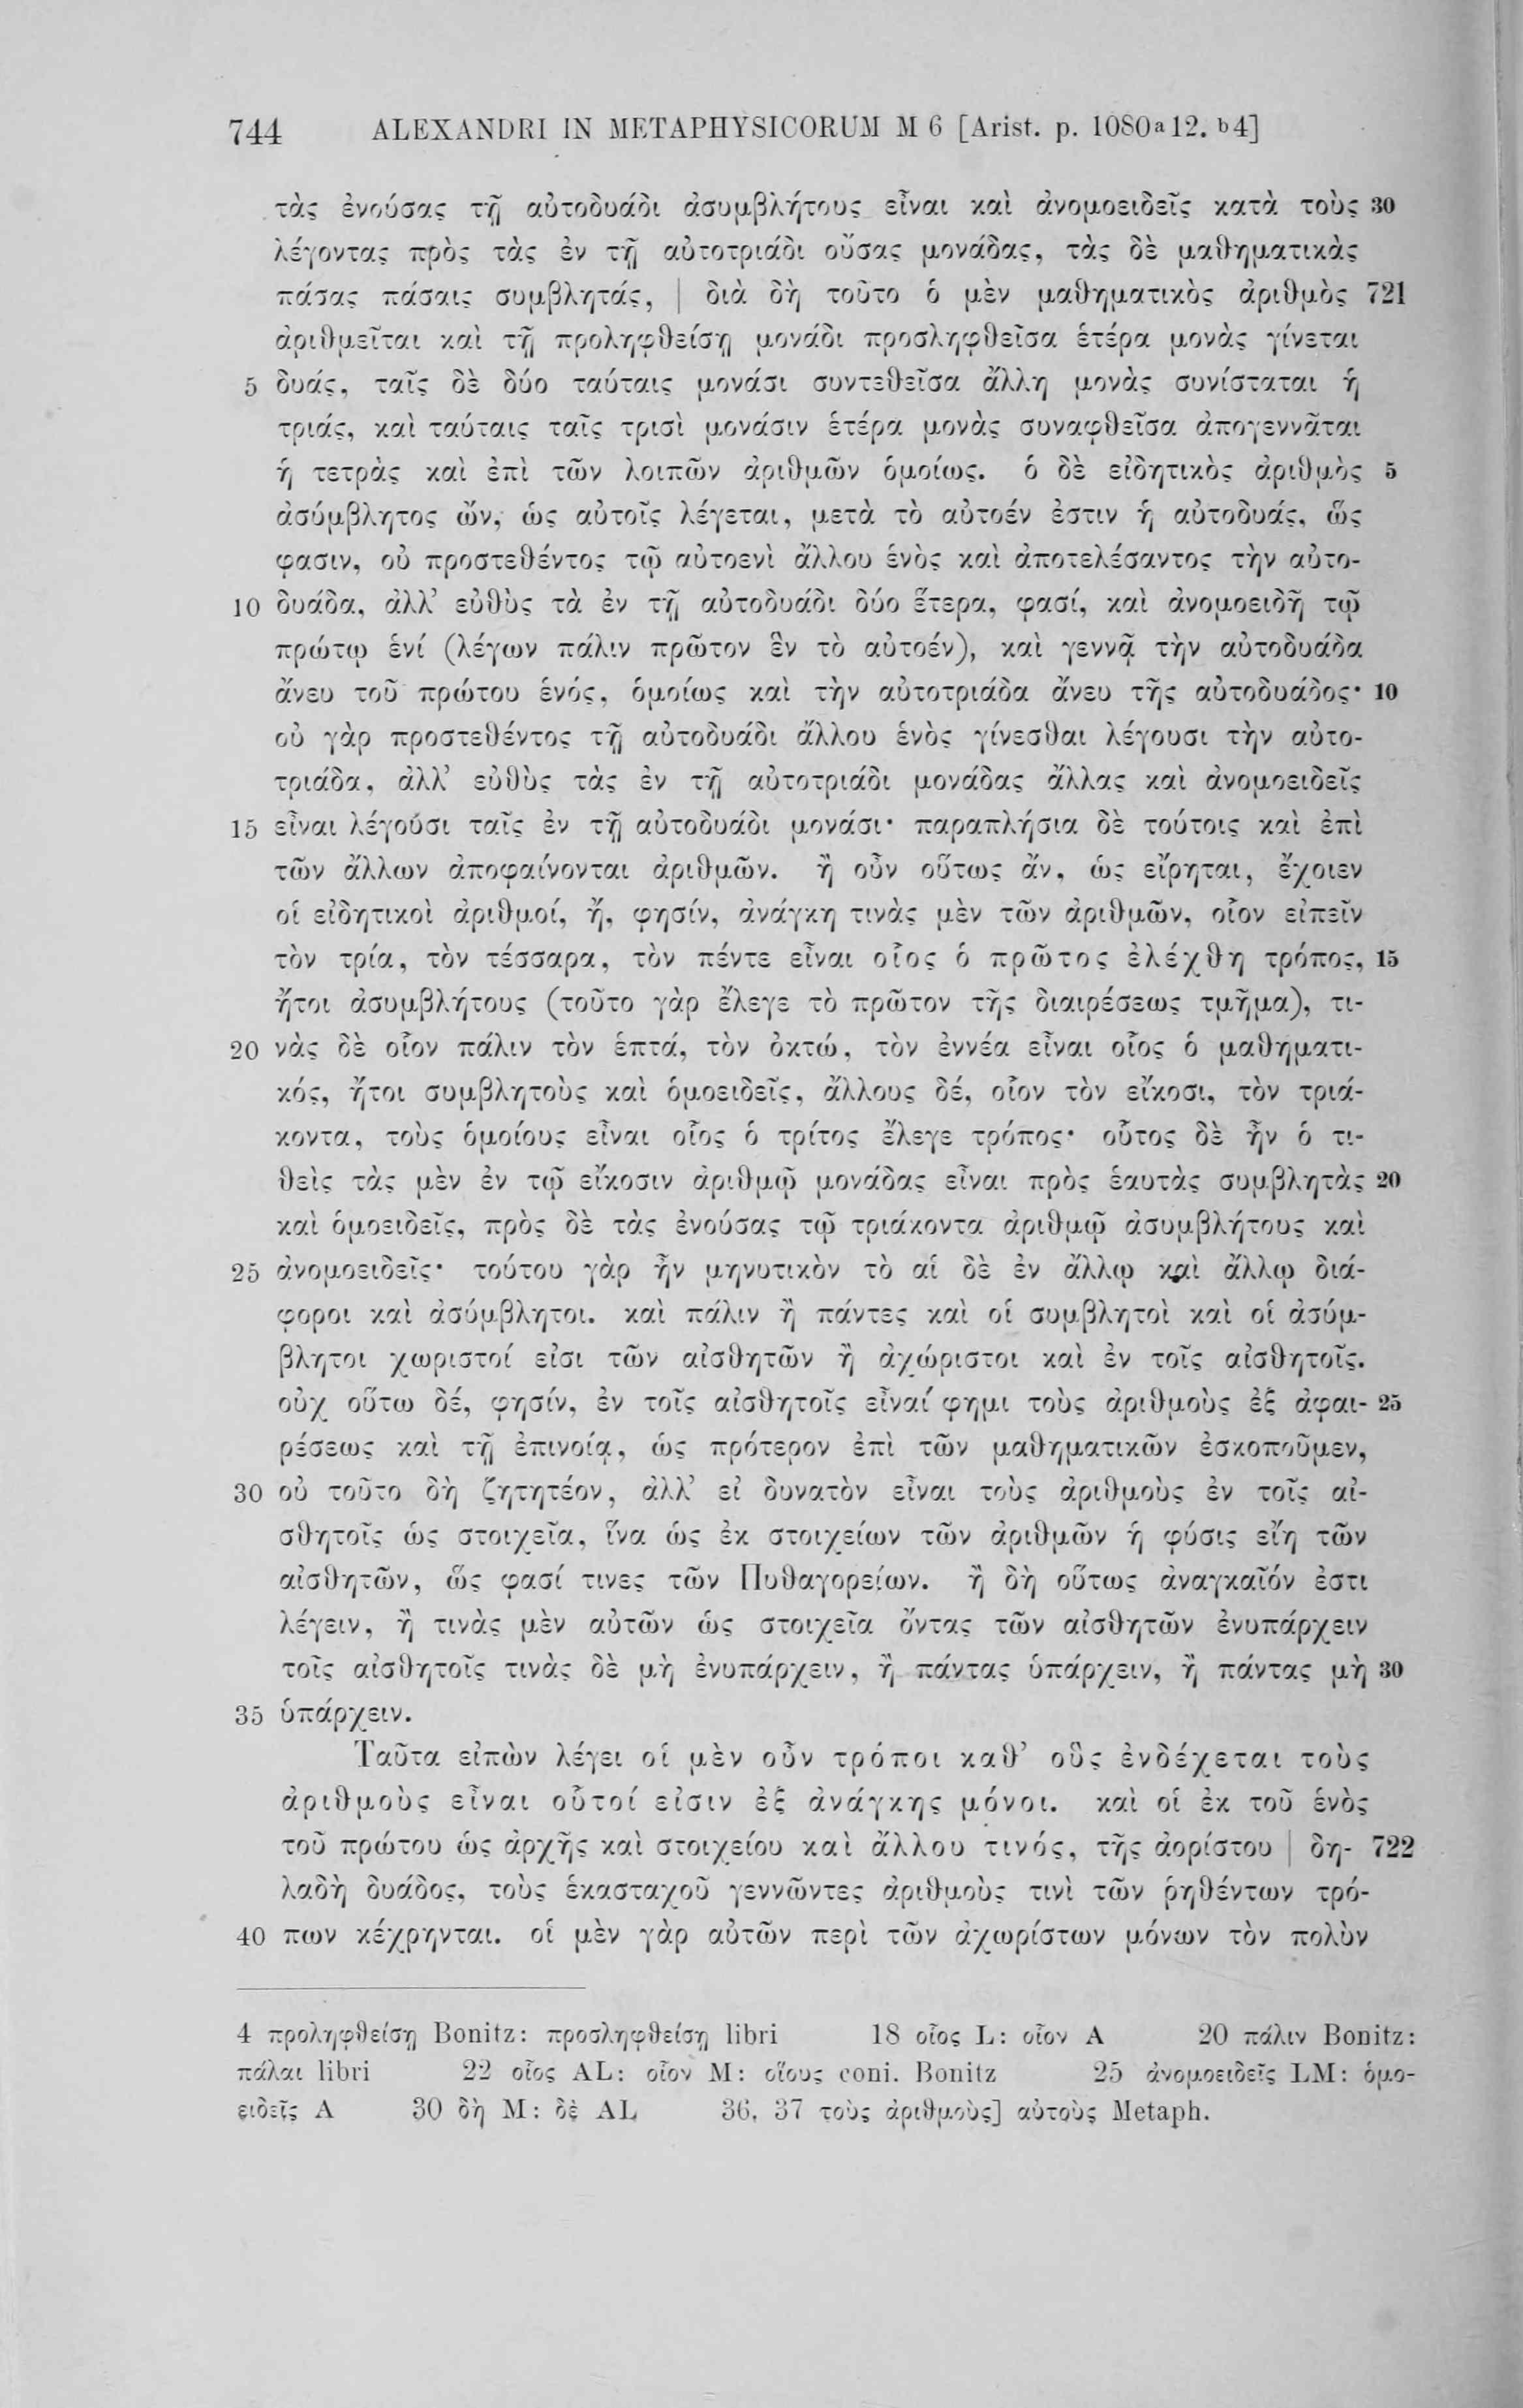 744 ALEXANDRI IN METAPHYSICORUM M 6 [Arist. p. 1080a12. b4]
τὰς ἐνούσας τῇ αὐτοδυάδι ἀσυμβλήτους εἶναι καὶ ἀνομοειδεῖς κατὰ τοὺς 30
λέγοντας πρὸς τὰς ἐν τῇ αὐτοτριάδι οὔσας μονάδας, τὰς δὲ μαθηματικὰς
πάσας πάσαις συμβλητάς, | διὰ δὴ τοῦτο ὁ μὲν μαθηματικὸς ἀριθμὸς 721
ἀριθμεῖται καὶ τῇ προληφθείσῃ μονάδι προσληφθεῖσα ἑτέρα μονὰς γίνεται
5 δυάς, ταῖς δὲ δύο ταύταις μονάσι συντεθεῖσα ἄλλη μονὰς συνίσταται ἡ
τριάς, καὶ ταύταις ταῖς τρισὶ μονάσιν ἑτέρα μονὰς συναφθεῖσα ἀπογεννᾶται
ἡ τετρὰς καὶ ἐπὶ τῶν λοιπῶν ἀριθμῶν ὁμοίως. ὁ δὲ εἰδητικὸς ἀριθμὸς 5
ἀσύμβλητος ὤν, ὡς αὐτοῖς λέγεται, μετὰ τὸ αὐτοέν ἐστιν ἡ αὐτοδυάς, ὥς
φασιν, οὐ προστεθέντος τῷ αὐτοενὶ ἄλλου ἑνὸς καὶ ἀποτελέσαντος τὴν αὐτο-
10 δυάδα, ἀλλ’ εὐθὺς τὰ ἐν τῇ αὐτοδυάδι δύο ἕτερα, φασί, καὶ ἀνομοειδῆ τῷ
πρώτῳ ἑνί (λέγων πάλιν πρῶτον ἓν τὸ αὐτοέν), καὶ γεννᾷ τὴν αὐτοδυάδα
ἄνευ τοῦ πρώτου ἑνός, ὁμοίως καὶ τὴν αὐτοτριάδα ἄνευ τῆς αὐτοδυάδος· 10
οὐ γὰρ προστεθέντος τῇ αὐτοδυάδι ἄλλου ἑνὸς γίνεσθαι λέγουσι τὴν αὐτο-
τριάδα, ἀλλ’ εὐθὺς τὰς ἐν τῇ αὐτοτριάδι μονάδας ἄλλας καὶ ἀνομοειδεῖς
15 εἶναι λέγουσι ταῖς ἐν τῇ αὐτοδυάδι μονάσι· παραπλήσια δὲ τούτοις καὶ ἐπὶ
τῶν ἄλλων ἀποφαίνονται ἀριθμῶν. ἢ οὖν οὕτως ἄν, ὡς εἴρηται, ἔχοιεν
οἱ εἰδητικοὶ ἀριθμοί, ἤ, φησίν, ἀνάγκη τινὰς μὲν τῶν ἀριθμῶν, οἷον εἰπεῖν
τὸν τρία, τὸν τέσσαρα, τὸν πέντε εἶναι οἷος ὁ πρῶτος ἐλέχθη τρόπος, 15
ἤτοι ἀσυμβλήτους (τοῦτο γὰρ ἔλεγε τὸ πρῶτον τῆς διαιρέσεως τμῆμα), τι-
20 νὰς δὲ οἷον πάλιν τὸν ἑπτά, τὸν ὀκτώ, τὸν ἐννέα εἶναι οἷος ὁ μαθηματι-
κός, ἤτοι συμβλητοὺς καὶ ὁμοειδεῖς, ἄλλους δέ, οἷον τὸν εἴκοσι, τὸν τριά-
κοντα, τοὺς ὁμοίους εἶναι οἷος ὁ τρίτος ἔλεγε τρόπος· οὗτος δὲ ἦν ὁ τι-
θεὶς τὰς μὲν ἐν τῷ εἴκοσιν ἀριθμῷ μονάδας εἶναι πρὸς ἑαυτὰς συμβλητὰς 20
καὶ ὁμοειδεῖς, πρὸς δὲ τὰς ἐνούσας τῷ τριάκοντα ἀριθμῷ ἀσυμβλήτους καὶ
25 ἀνομοειδεῖς· τούτου γὰρ ἦν μηνυτικὸν τὸ αἱ δὲ ἐν ἄλλῳ καὶ ἄλλῳ διά-
φοροι καὶ ἀσύμβλητοι. καὶ πάλιν ἢ πάντες καὶ οἱ συμβλητοὶ καὶ οἱ ἀσύμ-
βλητοι χωριστοί εἰσι τῶν αἰσθητῶν ἢ ἀχώριστοι καὶ ἐν τοῖς αἰσθητοῖς.
οὐχ οὕτω δέ, φησίν, ἐν τοῖς αἰσθητοῖς εἶναί φημι τοὺς ἀριθμοὺς ἐξ ἀφαι- 25
ρέσεως καὶ τῇ ἐπινοίᾳ, ὡς πρότερον ἐπὶ τῶν μαθηματικῶν ἐσκοποῦμεν,
30 οὐ τοῦτο δὴ ζητητέον, ἀλλ’ εἰ δυνατὸν εἶναι τοὺς ἀριθμοὺς ἐν τοῖς αἰ-
σθητοῖς ὡς στοιχεῖα, ἵνα ὡς ἐκ στοιχείων τῶν ἀριθμῶν ἡ φύσις εἴη τῶν
αἰσθητῶν, ὥς φασί τινες τῶν Πυθαγορείων. ἢ δὴ οὕτως ἀναγκαῖόν ἐστι
λέγειν, ἢ τινὰς μὲν αὐτῶν ὡς στοιχεῖα ὄντας τῶν αἰσθητῶν ἐνυπάρχειν
τοῖς αἰσθητοῖς τινὰς δὲ μὴ ἐνυπάρχειν, ἢ πάντας ὑπάρχειν, ἢ πάντας μὴ 30
35 ὑπάρχειν.
Ταῦτα εἰπὼν λέγει οἱ μὲν οὖν τρόποι καθ’ οὓς ἐνδέχεται τοὺς
ἀριθμοὺς εἶναι οὗτοί εἰσιν ἐξ ἀνάγκης μόνοι. καὶ οἱ ἐκ τοῦ ἑνὸς
τοῦ πρώτου ὡς ἀρχῆς καὶ στοιχείου καὶ ἄλλου τινός, τῆς ἀορίστου | δη- 722
λαδὴ δυάδος, τοὺς ἑκασταχοῦ γεννῶντες ἀριθμοὺς τινὶ τῶν ῥηθέντων τρό-
40 πων κέχρηνται. οἱ μὲν γὰρ αὐτῶν περὶ τῶν ἀχωρίστων μόνων τὸν πολὺν
4 προληφθείσῃ Bonitz: προσληφθείσῃ libri 18 οἷος L: οἷον A 20 πάλιν Bonitz:
πάλαι libri 22 οἷος AL: οἷον M: οἵους coni. Bonitz 25 ἀνομοειδεῖς LM: ὁμο-
ειδεῖς A 30 δὴ M: δὲ AL 36. 37 τοὺς ἀριθμοὺς] αὐτοὺς Metaph.